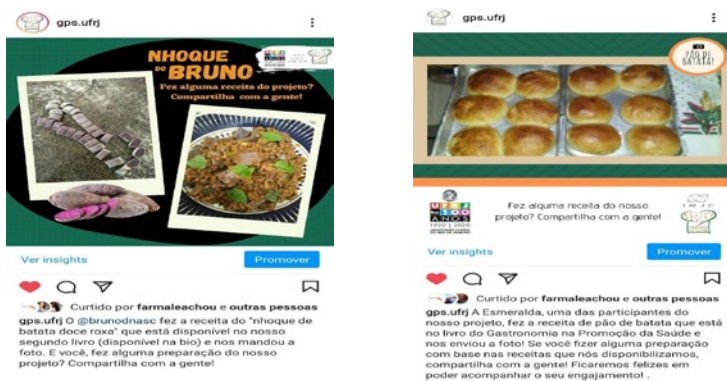 gps.ufrj
NHOQUE
DO BRUNO
Fez alguma receita do projeto?
Compartilha com a gente!
Ver insights
Promover
Curtido por farmaleachou e outras pessoas
gps.ufrj O @brunodnasc fez a receita do "nhoque de
batata doce roxa" que está disponível no nosso
segundo livro (disponível na bio) e nos mandou a
foto. E você, fez alguma preparação do nosso
projeto? Compartilha com a gente!
gps.ufrj
PÃO DE
BATATA!
UFRJ
100
ANOS
1920 | 2020
Fez alguma receita do nosso
projeto? Compartilha com a gente!
INJC
Ver insights
Promover
Curtido por farmaleachou e outras pessoas
gps.ufrj A Esmeralda, uma das participantes do
nosso projeto, fez a receita de pão de batata que está
no livro do Gastronomia na Promoção da Saúde e
nos enviou a foto! Se você fizer alguma preparação
com base nas receitas que nós disponibilizamos,
compartilha com a gente! Ficaremos felizes em
poder acompanhar o seu engajamento! .